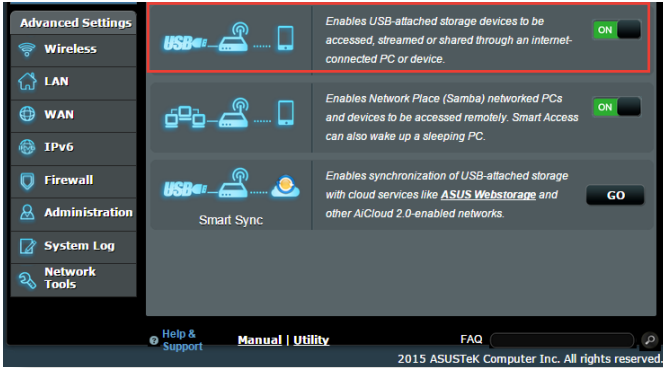 Advanced Settings
Wireless
LAN
WAN
IPv6
Firewall
Administration
System Log
Network
Tools
USB
Enables USB-attached storage devices to be
accessed, streamed or shared through an internet-
connected PC or device.
ON
Enables Network Place (Samba) networked PCs
and devices to be accessed remotely. Smart Access
can also wake up a sleeping PC.
ON
USB
Smart Sync
Enables synchronization of USB-attached storage
with cloud services like ASUS Webstorage and
other AiCloud 2.0-enabled networks.
GO
Help &
Support
Manual | Utility
FAQ
2015 ASUSTeK Computer Inc. All rights reserved.